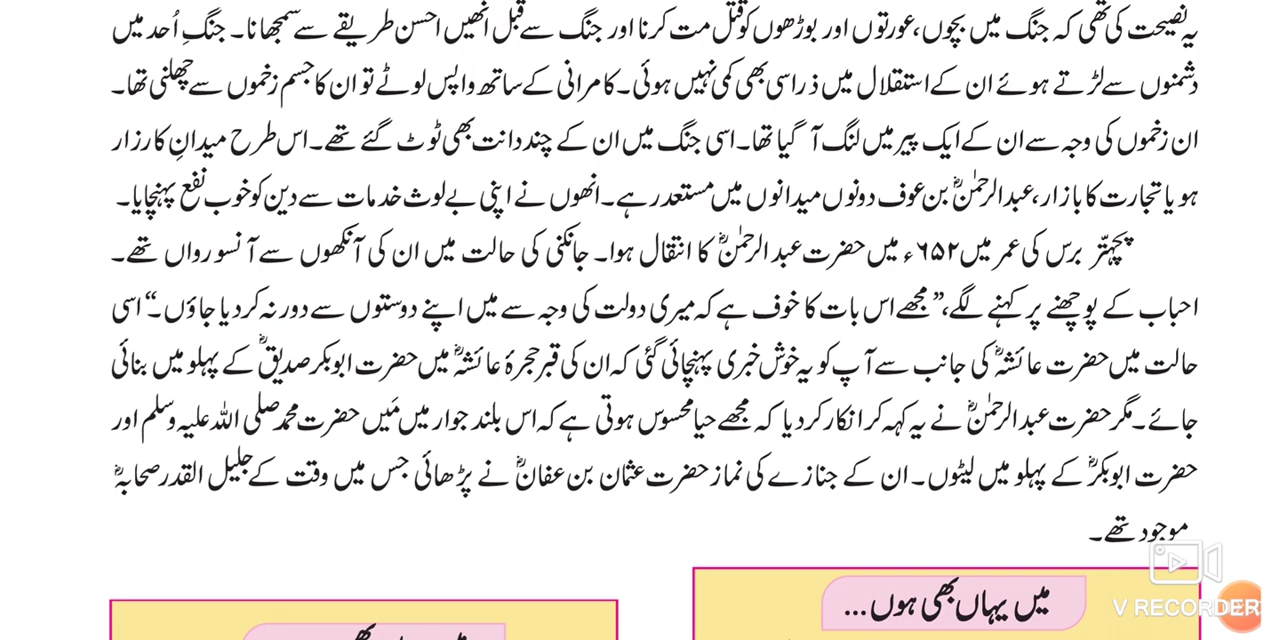 یہ نصیحت کی تھی کہ جنگ میں بچوں، عورتوں اور بوڑھوں کو قتل مت کرنا اور جنگ سے قبل انھیں احسن طریقے سے سمجھانا۔ جنگِ اُحد میں
دشمنوں سے لڑتے ہوئے ان کے استقلال میں ذرا سی بھی کمی نہیں ہوئی۔ کامرانی کے ساتھ واپس لوٹے تو ان کا جسم زخموں سے چھلنی تھا۔
ان زخموں کی وجہ سے ان کے ایک پیر میں لنگ آ گیا تھا۔ اسی جنگ میں ان کے چند دانت بھی ٹوٹ گئے تھے۔ اس طرح میدانِ کارزار
ہو یا تجارت کا بازار، عبدالرحمٰنؓ بن عوف دونوں میدانوں میں مستعد رہے۔ انھوں نے اپنی بے لوث خدمات سے دین کو خوب نفع پہنچایا۔
پچہتّر برس کی عمر میں ۶۵۲ء میں حضرت عبدالرحمٰنؓ کا انتقال ہوا۔ جانکنی کی حالت میں ان کی آنکھوں سے آنسو رواں تھے۔
احباب کے پوچھنے پر کہنے لگے، ”مجھے اس بات کا خوف ہے کہ میری دولت کی وجہ سے میں اپنے دوستوں سے دور نہ کر دیا جاؤں۔“ اسی
حالت میں حضرت عائشہؓ کی جانب سے آپ کو یہ خوش خبری پہنچائی گئی کہ ان کی قبر حجرۂ عائشہؓ میں حضرت ابوبکر صدیقؓ کے پہلو میں بنائی
جائے۔ مگر حضرت عبدالرحمٰنؓ نے یہ کہہ کر انکار کر دیا کہ مجھے حیا محسوس ہوتی ہے کہ اس بلند جوار میں مَیں حضرت محمد صلی اللہ علیہ وسلم اور
حضرت ابوبکرؓ کے پہلو میں لیٹوں۔ ان کے جنازے کی نماز حضرت عثمان بن عفانؓ نے پڑھائی جس میں وقت کے جلیل القدر صحابہؓ
موجود تھے۔
میں یہاں بھی ہوں...
V RECORDER